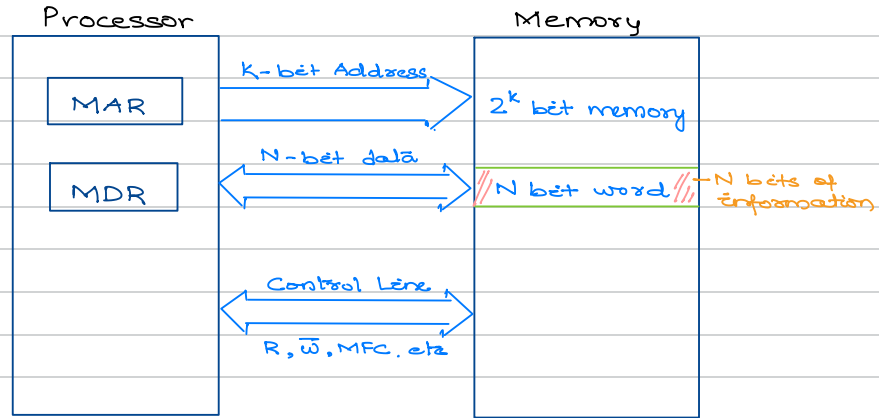 Processor
Memory
K-bit Address
MAR
2^k bit memory
N-bit data
MDR
N bit word
N bits of
information
Control Line
R, w̅, MFC. etc